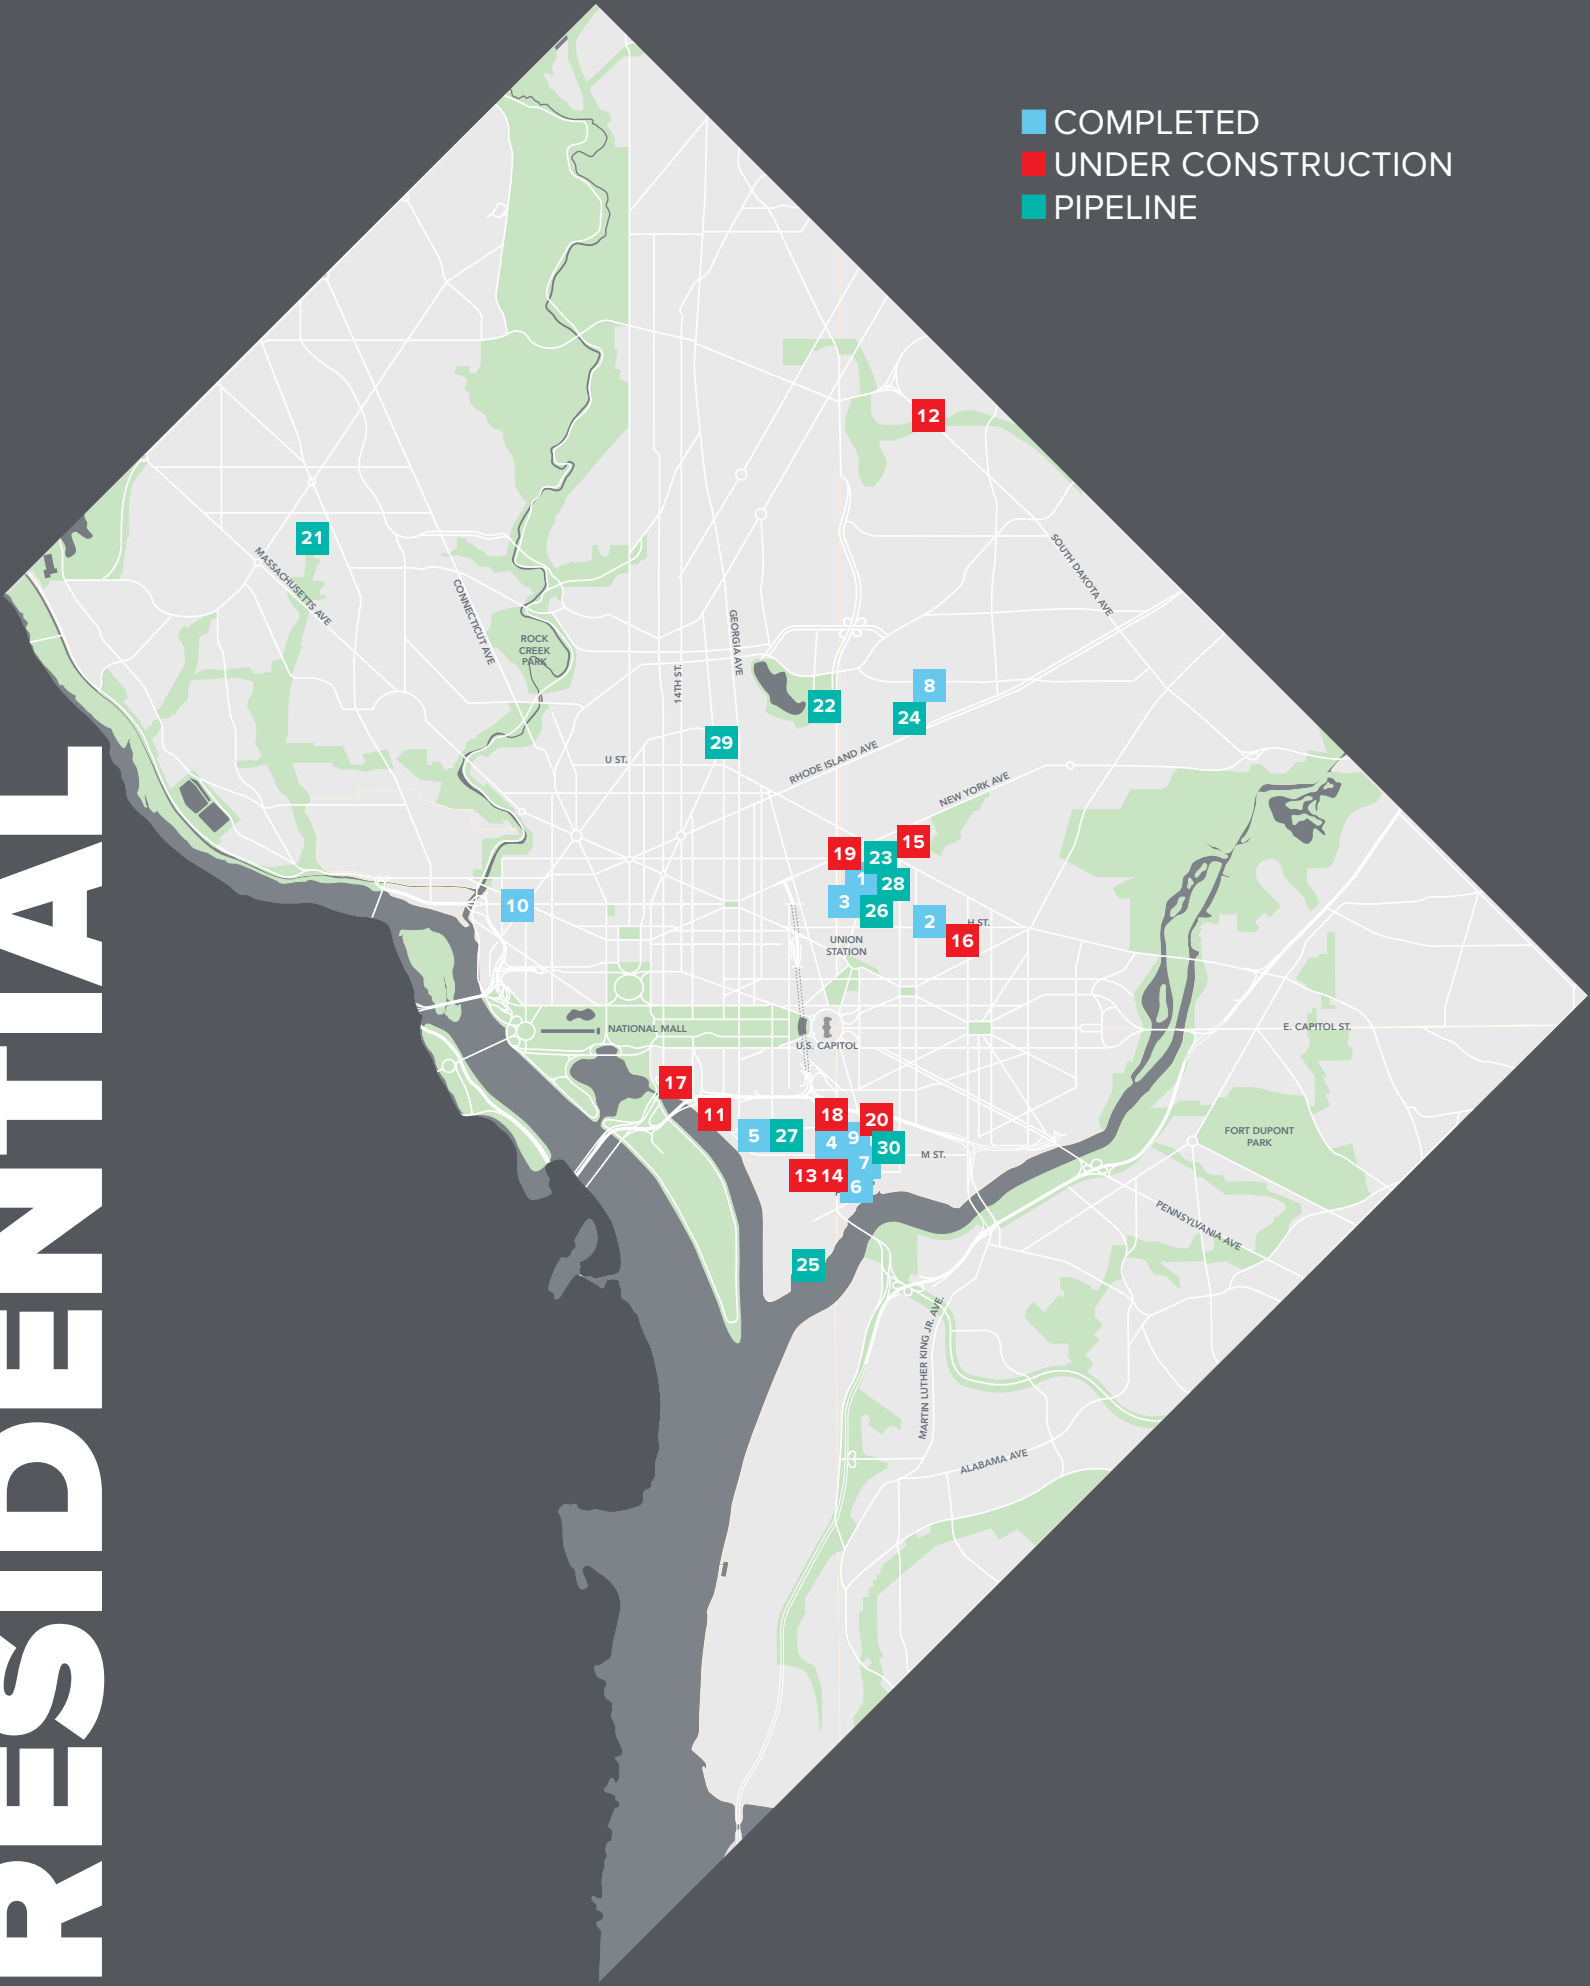 COMPLETED
UNDER CONSTRUCTION
PIPELINE
RESIDENTIAL
12
21
MASSACHUSETTS AVE
CONNECTICUT AVE
ROCK
CREEK
PARK
14TH ST.
GEORGIA AVE
SOUTH DAKOTA AVE
8
22
24
29
U ST.
RHODE ISLAND AVE
NEW YORK AVE
15
19
23
1
28
3
26
10
2
H ST.
16
UNION
STATION
NATIONAL MALL
U.S. CAPITOL
E. CAPITOL ST.
17
11
18
20
5
27
4
9
30
M ST.
7
13
14
6
FORT DUPONT
PARK
PENNSYLVANIA AVE
25
MARTIN LUTHER KING JR. AVE.
ALABAMA AVE